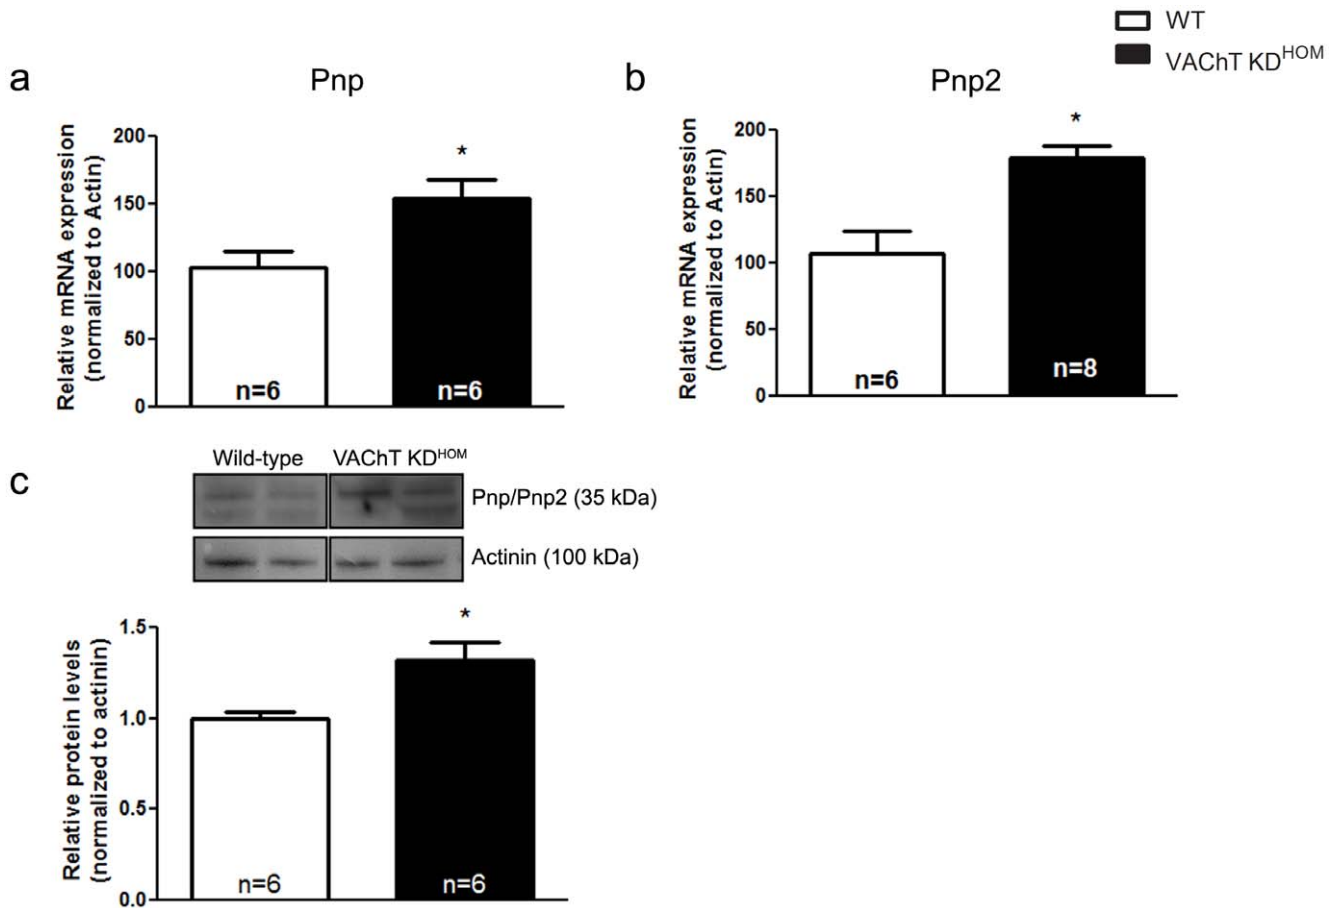 WT
VAChT KD^HOM
a
Pnp
Relative mRNA expression
(normalized to Actin)
200
150
100
50
0
*
n=6
n=6
b
Pnp2
Relative mRNA expression
(normalized to Actin)
200
150
100
50
0
*
n=6
n=8
c
Wild-type VAChT KD^HOM
Pnp/Pnp2 (35 kDa)
Actinin (100 kDa)
Relative protein levels
(normalized to actinin)
1.5
1.0
0.5
0.0
*
n=6
n=6